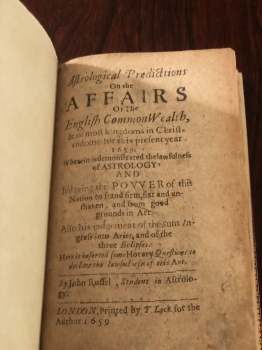 Astrological Predictions
On the
AFFAIRS
Of The
English CommonWealth,
& of most kingdoms in Christ-
endome for this present year
1659.
Wherein is demonstrated the lawfulness
of ASTROLOGY.
AND
Judging the POVVER of this
Nation to stand firm, fiat and un-
shaken, and from good
grounds in Art.
Also his judgement of the Suns In-
gress into Aries, and of the
three Eclipses.
Here is inserted some Horary Questions to
declare the lawfulness of this Art.
By John Russel, Student in Astrolo-
gy.
LONDON, Printed by T. Lock for the
Author 1659